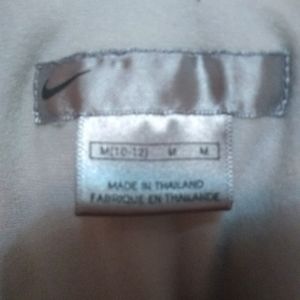 M(10-12) M M
MADE IN THAILAND
FABRIQUE EN THAILANDE